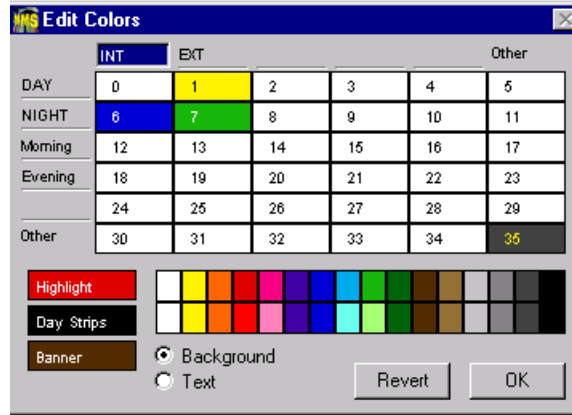 MMS Edit Colors
INT EXT Other
DAY 0 1 2 3 4 5
NIGHT 6 7 8 9 10 11
Morning 12 13 14 15 16 17
Evening 18 19 20 21 22 23
24 25 26 27 28 29
Other 30 31 32 33 34 35
Highlight
Day Strips
Banner
Background
Text
Revert OK